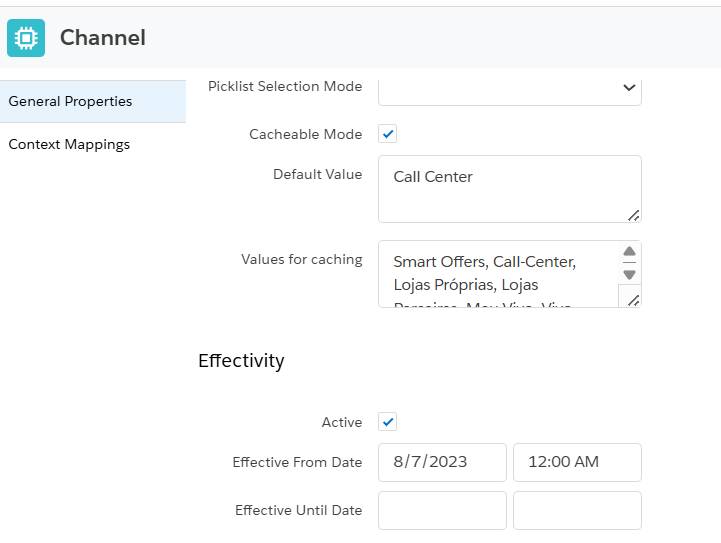 Channel
General Properties
Context Mappings
Picklist Selection Mode
Cacheable Mode
Default Value
Call Center
Values for caching
Smart Offers, Call-Center,
Lojas Próprias, Lojas
Effectivity
Active
Effective From Date
8/7/2023 12:00 AM
Effective Until Date